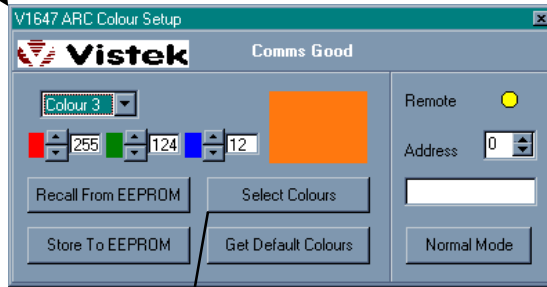 V1647 ARC Colour Setup
Vistek Comms Good
Colour 3 Remote
255 124 12 Address 0
Recall From EEPROM Select Colours
Store To EEPROM Get Default Colours Normal Mode